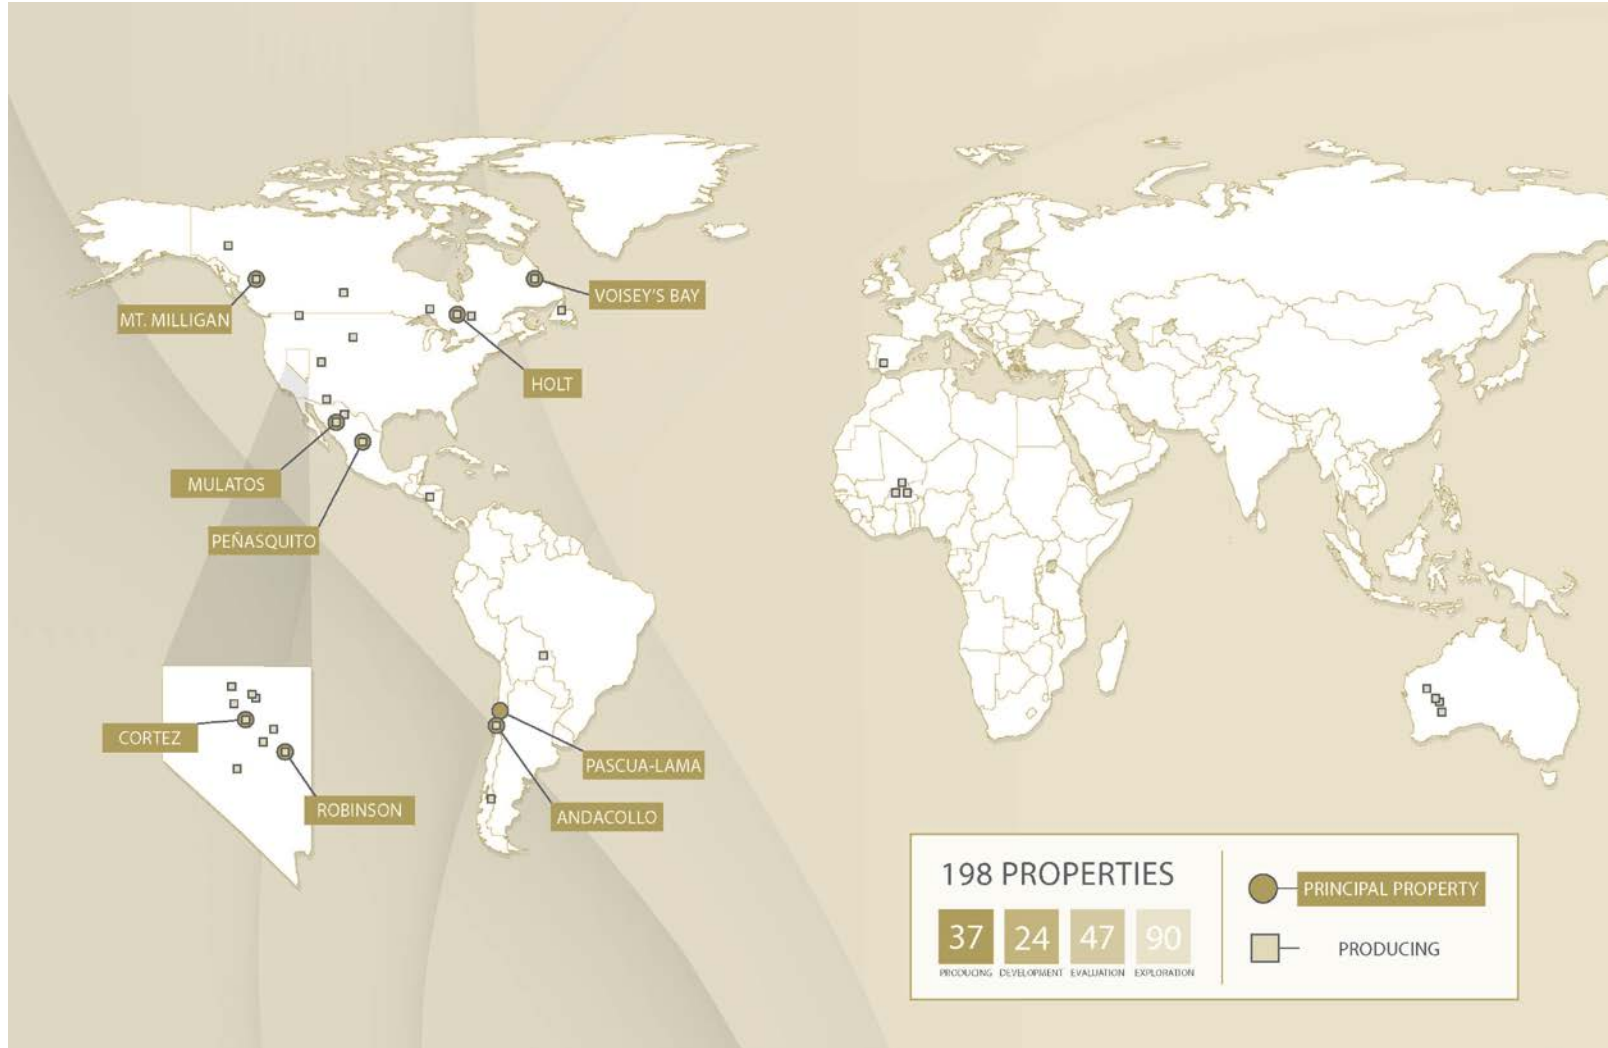 VOISEY'S BAY
MT. MILLIGAN
HOLT
MULATOS
PEÑASQUITO
CORTEZ
PASCUA-LAMA
ROBINSON
ANDACOLLO
198 PROPERTIES
37 24 47 90
PRODUCING DEVELOPMENT EVALUATION EXPLORATION
PRINCIPAL PROPERTY
PRODUCING